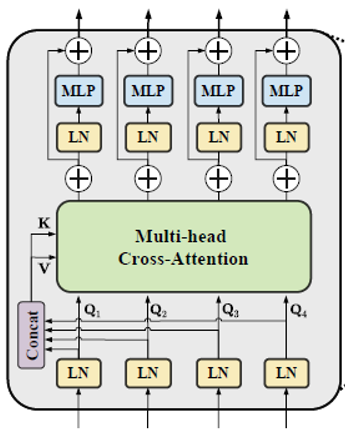 MLP MLP MLP MLP
LN LN LN LN
K
Multi-head
Cross-Attention
V
Concat
Q1 Q2 Q3 Q4
LN LN LN LN